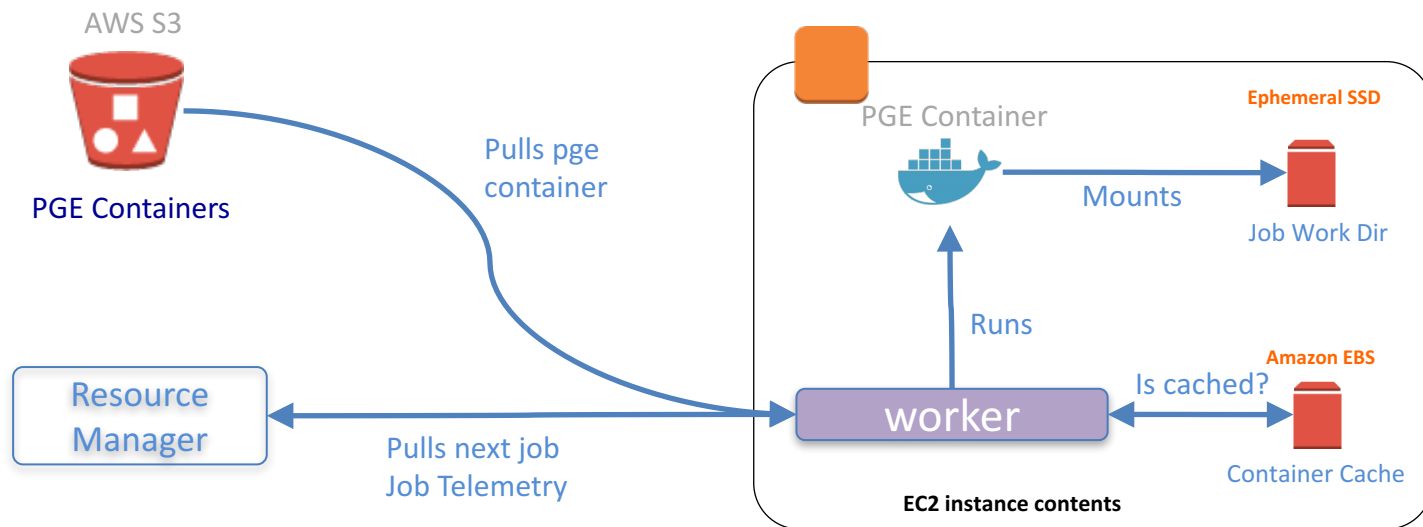 AWS S3
PGE Containers
Pulls pge
container
Resource
Manager
Pulls next job
Job Telemetry
PGE Container
Ephemeral SSD
Mounts
Job Work Dir
Runs
Amazon EBS
Is cached?
worker
Container Cache
EC2 instance contents